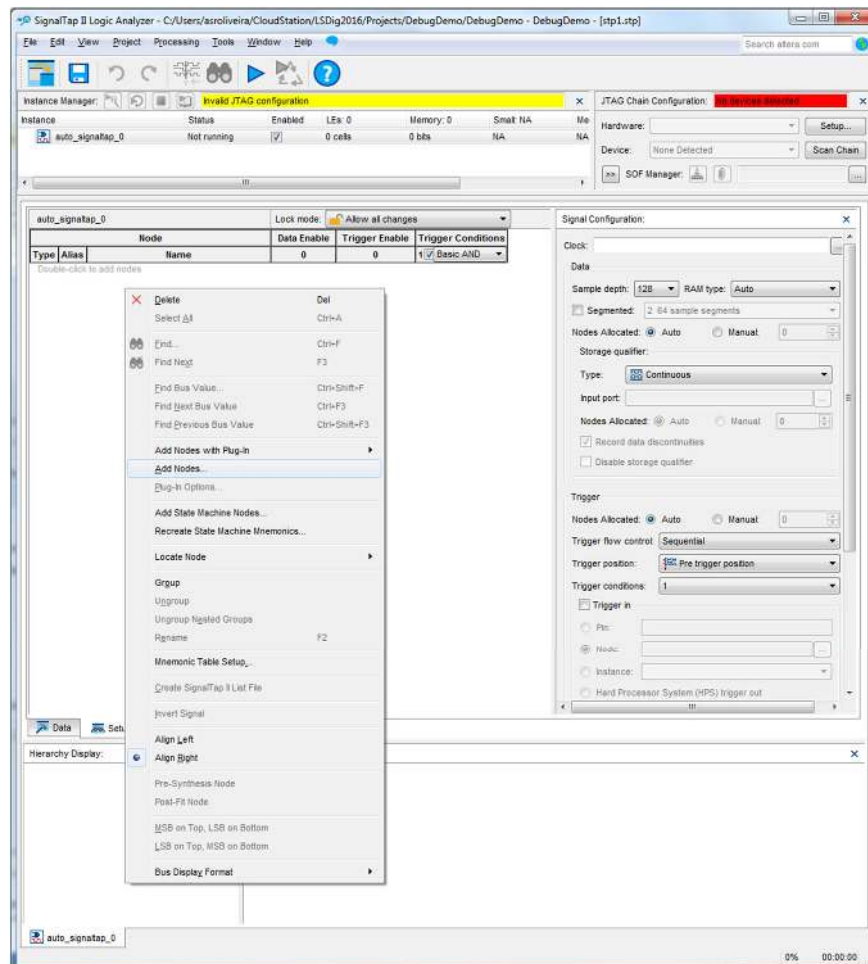 SignalTap II Logic Analyzer - C:/Users/asroliveira/CloudStation/LSDig2016/Projects/DebugDemo/DebugDemo - DebugDemo - [stp1.stp]
File Edit View Project Processing Tools Window Help
Search altera.com
Instance Manager: Invalid JTAG configuration
JTAG Chain Configuration: No devices detected
Instance Status Enabled LEs: 0 Memory: 0 Small: NA Me
auto_signaltap_0 Not running 0 cells 0 bits NA NA
Hardware: Setup...
Device: None Detected Scan Chain
>> SOF Manager: ...
auto_signaltap_0 Lock mode: Allow all changes
Node Data Enable Trigger Enable Trigger Conditions
Type Alias Name 0 0 1 Basic AND
Double-click to add nodes
Delete Del
Select All Ctrl+A
Find... Ctrl+F
Find Next F3
Find Bus Value... Ctrl+Shift+F
Find Next Bus Value Ctrl+F3
Find Previous Bus Value Ctrl+Shift+F3
Add Nodes with Plug-In
Add Nodes...
Plug-In Options...
Add State Machine Nodes...
Recreate State Machine Mnemonics...
Locate Node
Group
Ungroup
Ungroup Nested Groups
Rename F2
Mnemonic Table Setup...
Create SignalTap II List File
Invert Signal
Align Left
Align Right
Pre-Synthesis Node
Post-Fit Node
MSB on Top, LSB on Bottom
LSB on Top, MSB on Bottom
Bus Display Format
Signal Configuration:
Clock: ...
Data
Sample depth: 128 RAM type: Auto
Segmented: 2 64 sample segments
Nodes Allocated: Auto Manual: 0
Storage qualifier:
Type: Continuous
Input port: ...
Nodes Allocated: Auto Manual: 0
Record data discontinuities
Disable storage qualifier
Trigger
Nodes Allocated: Auto Manual: 0
Trigger flow control: Sequential
Trigger position: Pre trigger position
Trigger conditions: 1
Trigger in
Pin:
Node: ...
Instance:
Hard Processor System (HPS) trigger out
Data Setu
Hierarchy Display:
auto_signaltap_0
0% 00:00:00